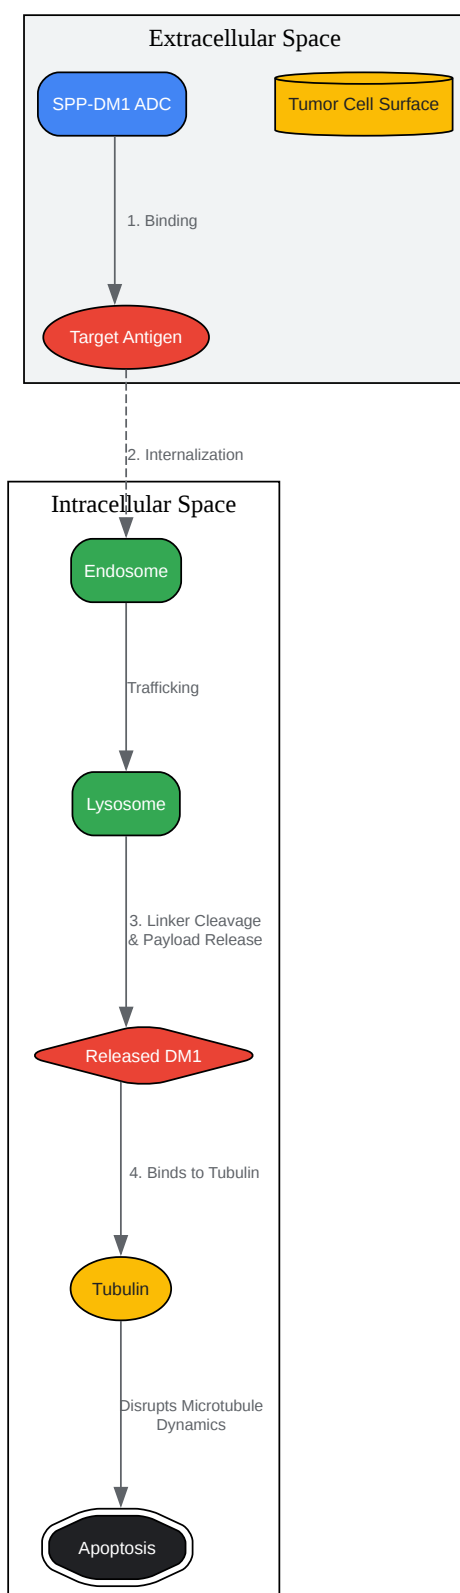 Extracellular Space
SPP-DM1 ADC
Tumor Cell Surface
1. Binding
Target Antigen
2. Internalization
Intracellular Space
Endosome
Trafficking
Lysosome
3. Linker Cleavage
& Payload Release
Released DM1
4. Binds to Tubulin
Tubulin
Disrupts Microtubule
Dynamics
Apoptosis